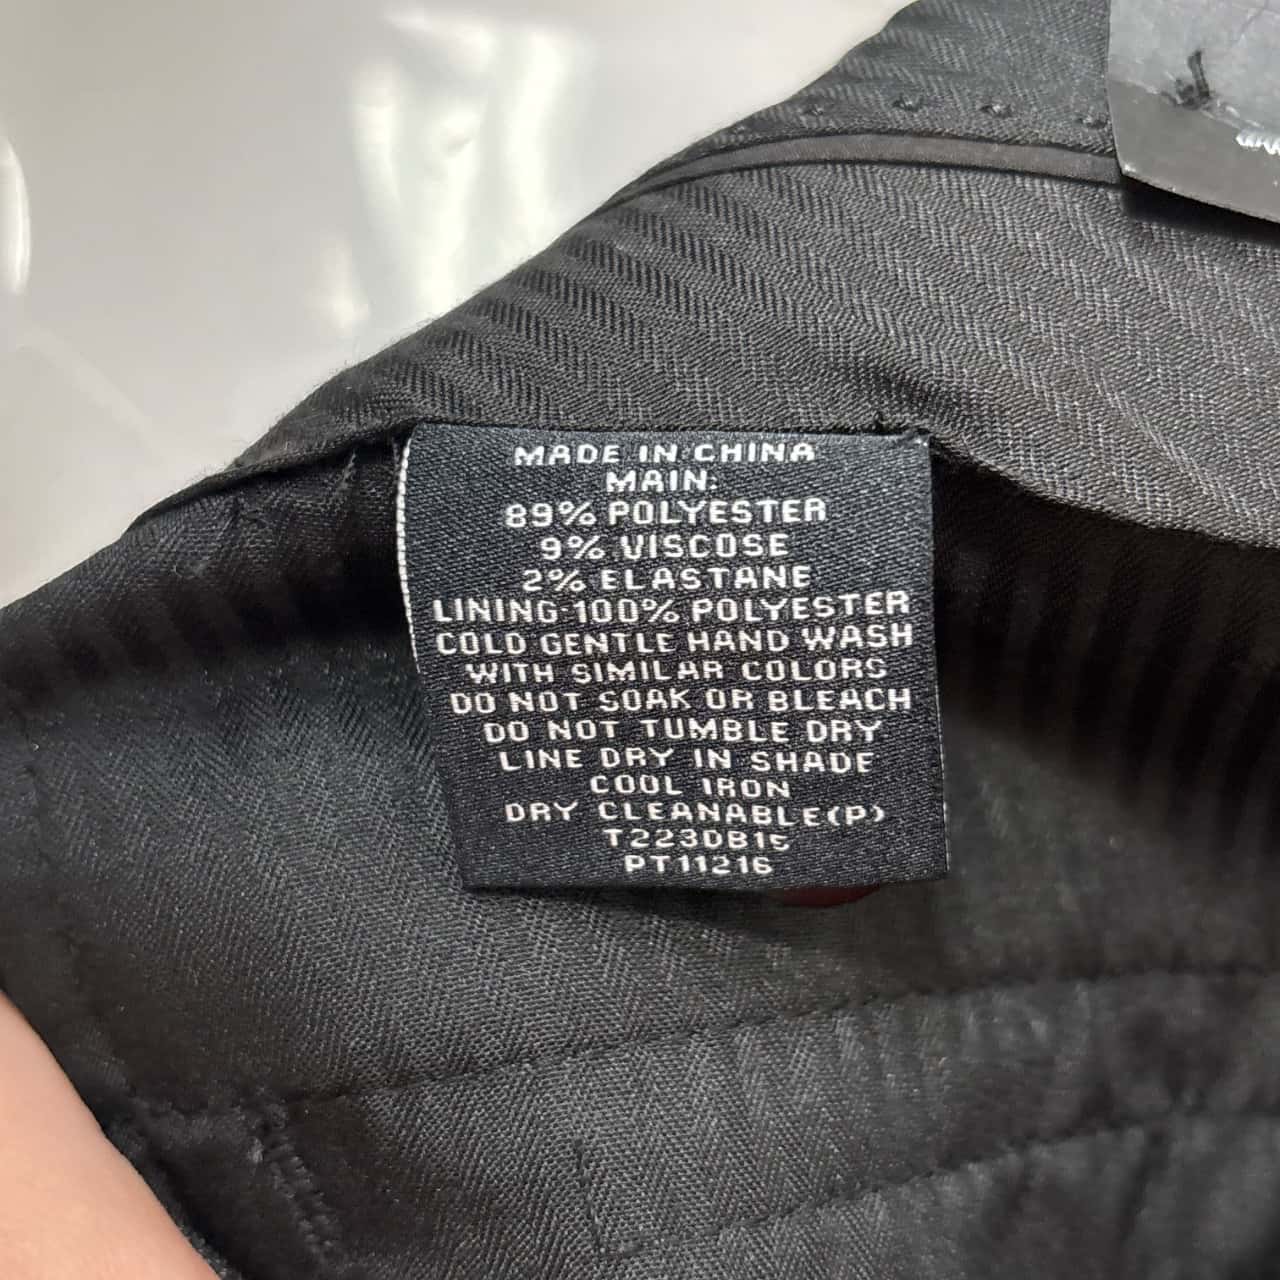 MADE IN CHINA
MAIN:
89% POLYESTER
9% VISCOSE
2% ELASTANE
LINING:100% POLYESTER
COLD GENTLE HAND WASH
WITH SIMILAR COLORS
DO NOT SOAK OR BLEACH
DO NOT TUMBLE DRY
LINE DRY IN SHADE
COOL IRON
DRY CLEANABLE(P)
PT11216